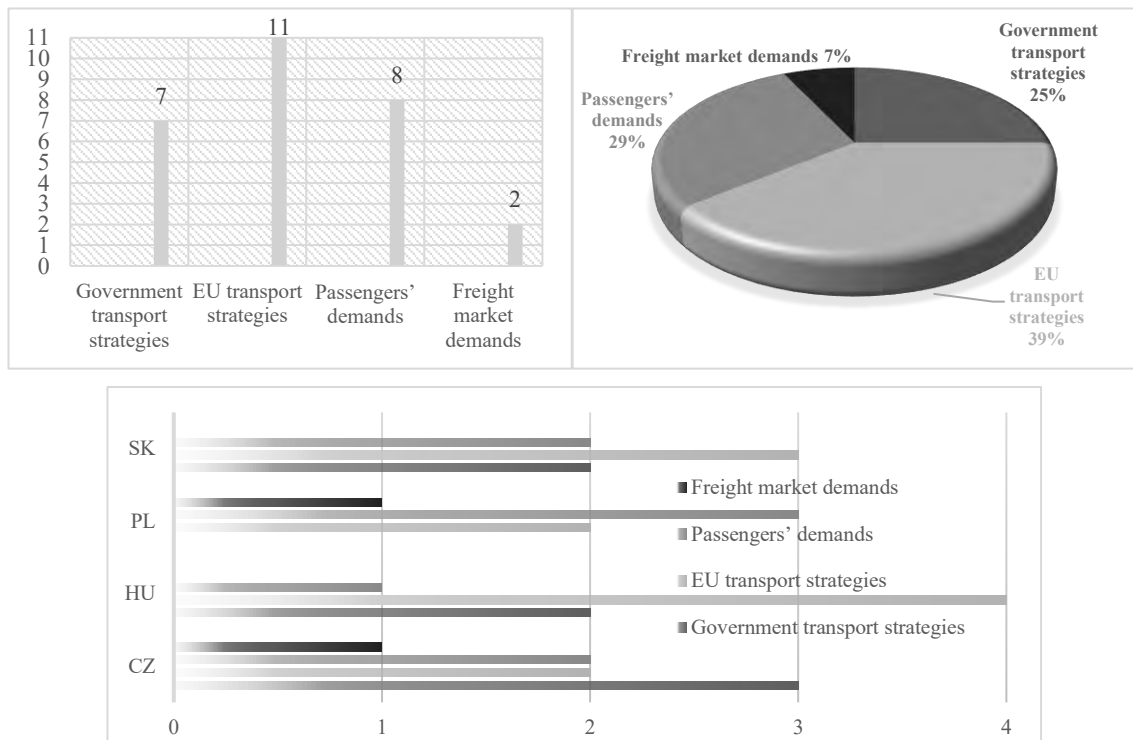 11
10
9
8
7
6
5
4
3
2
1
0
7
11
8
2
Government
transport
strategies
EU transport
strategies
Passengers’
demands
Freight
market
demands
Freight market demands 7%
Government
transport
strategies
25%
Passengers’
demands
29%
EU
transport
strategies
39%
SK
PL
HU
CZ
Freight market demands
Passengers’ demands
EU transport strategies
Government transport strategies
0
1
2
3
4